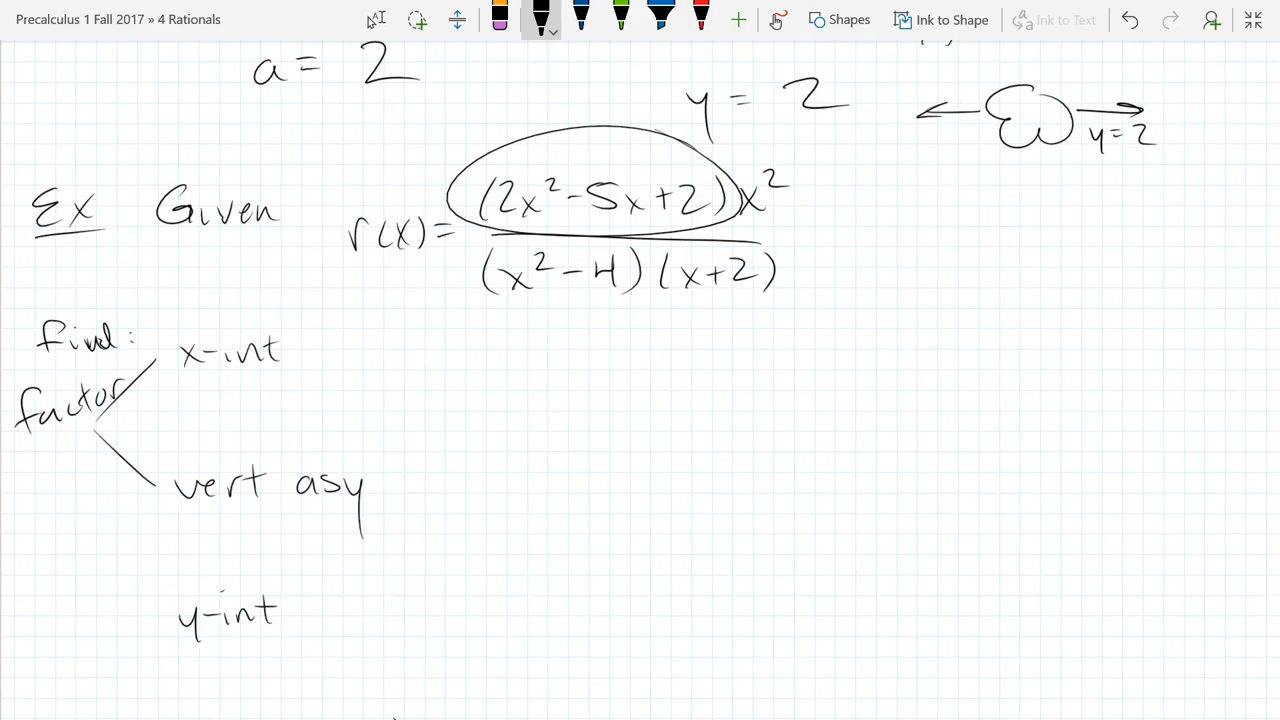 Precalculus 1 Fall 2017 » 4 Rationals
Shapes
Ink to Shape
Ink to Text
a = 2
y = 2
y = 2
Ex Given r(x) = (2x² - 5x + 2) x² / (x² - 4) (x + 2)
find:
x-int
factor
vert asy
y-int